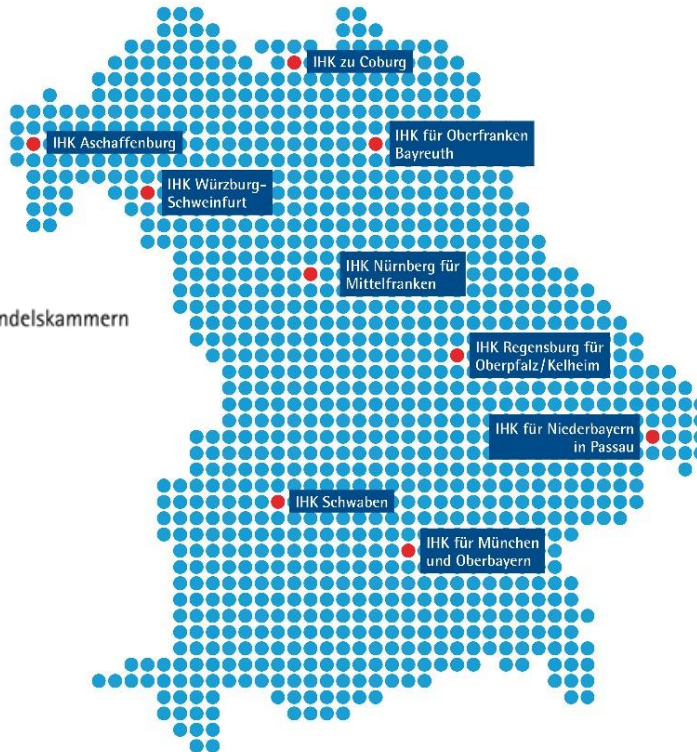 IHK zu Coburg
IHK Aschaffenburg
IHK für Oberfranken
Bayreuth
IHK Würzburg-
Schweinfurt
IHK Nürnberg für
Mittelfranken
ndelskammern
IHK Regensburg für
Oberpfalz/Kelheim
IHK für Niederbayern
in Passau
IHK Schwaben
IHK für München
und Oberbayern